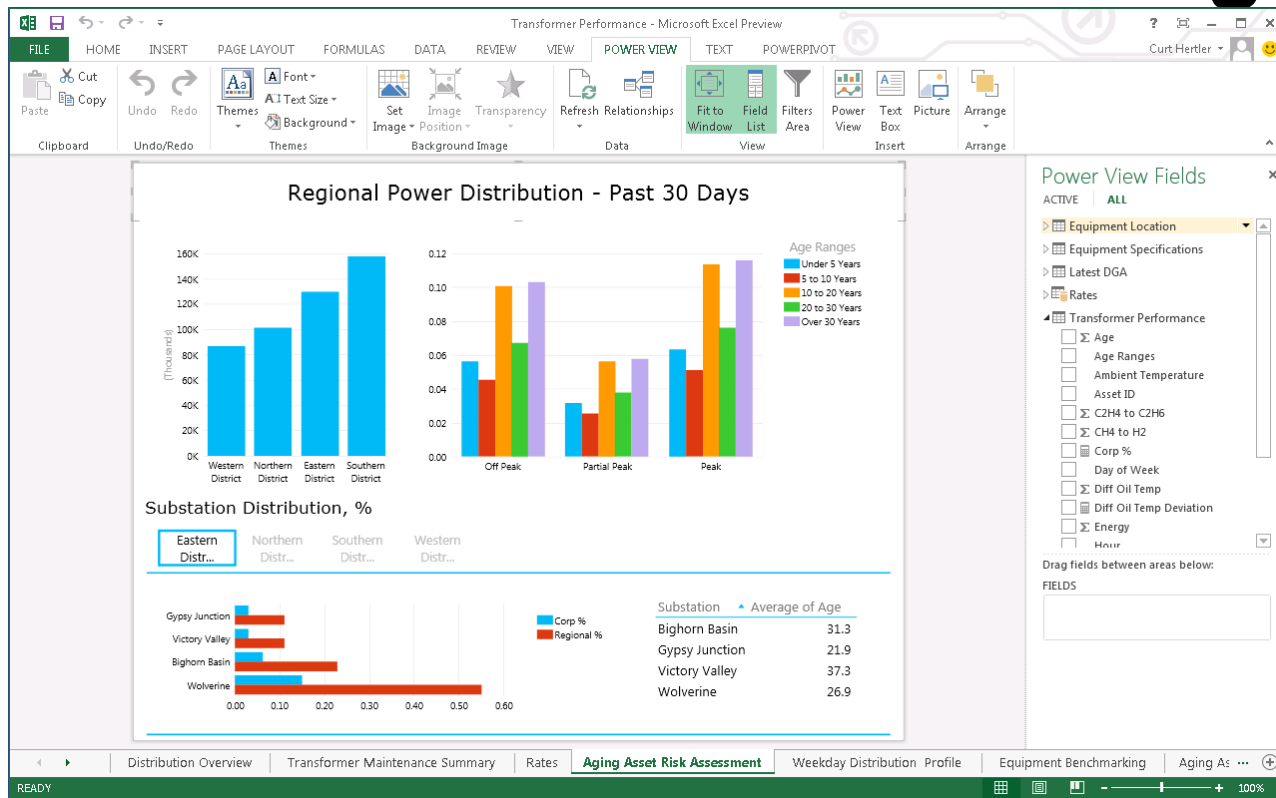 Transformer Performance - Microsoft Excel Preview
?
FILE HOME INSERT PAGE LAYOUT FORMULAS DATA REVIEW VIEW POWER VIEW TEXT POWERPIVOT Curt Hertler
Paste
Cut
Copy
Clipboard
Undo Redo
Undo/Redo
Themes
A Font
A Text Size
Background
Themes
Set Image
Image Position
Transparency
Background Image
Refresh Relationships
Data
Fit to Window
Field List
Filters Area
View
Power View
Text Box
Picture
Insert
Arrange
Arrange
Regional Power Distribution - Past 30 Days
(Thousands)
160K
140K
120K
100K
80K
60K
40K
20K
0K
Western District
Northern District
Eastern District
Southern District
0.12
0.10
0.08
0.06
0.04
0.02
0.00
Off Peak Partial Peak Peak
Age Ranges
Under 5 Years
5 to 10 Years
10 to 20 Years
20 to 30 Years
Over 30 Years
Substation Distribution, %
Eastern Distr...
Northern Distr...
Southern Distr...
Western Distr...
Gypsy Junction
Victory Valley
Bighorn Basin
Wolverine
0.00 0.10 0.20 0.30 0.40 0.50 0.60
Corp %
Regional %
Substation Average of Age
Bighorn Basin 31.3
Gypsy Junction 21.9
Victory Valley 37.3
Wolverine 26.9
Power View Fields
ACTIVE ALL
Equipment Location
Equipment Specifications
Latest DGA
Rates
Transformer Performance
Σ Age
Age Ranges
Ambient Temperature
Asset ID
Σ C2H4 to C2H6
Σ CH4 to H2
Corp %
Day of Week
Σ Diff Oil Temp
Diff Oil Temp Deviation
Σ Energy
Hour
Drag fields between areas below:
FIELDS
Distribution Overview Transformer Maintenance Summary Rates Aging Asset Risk Assessment Weekday Distribution Profile Equipment Benchmarking Aging As ...
READY 100%